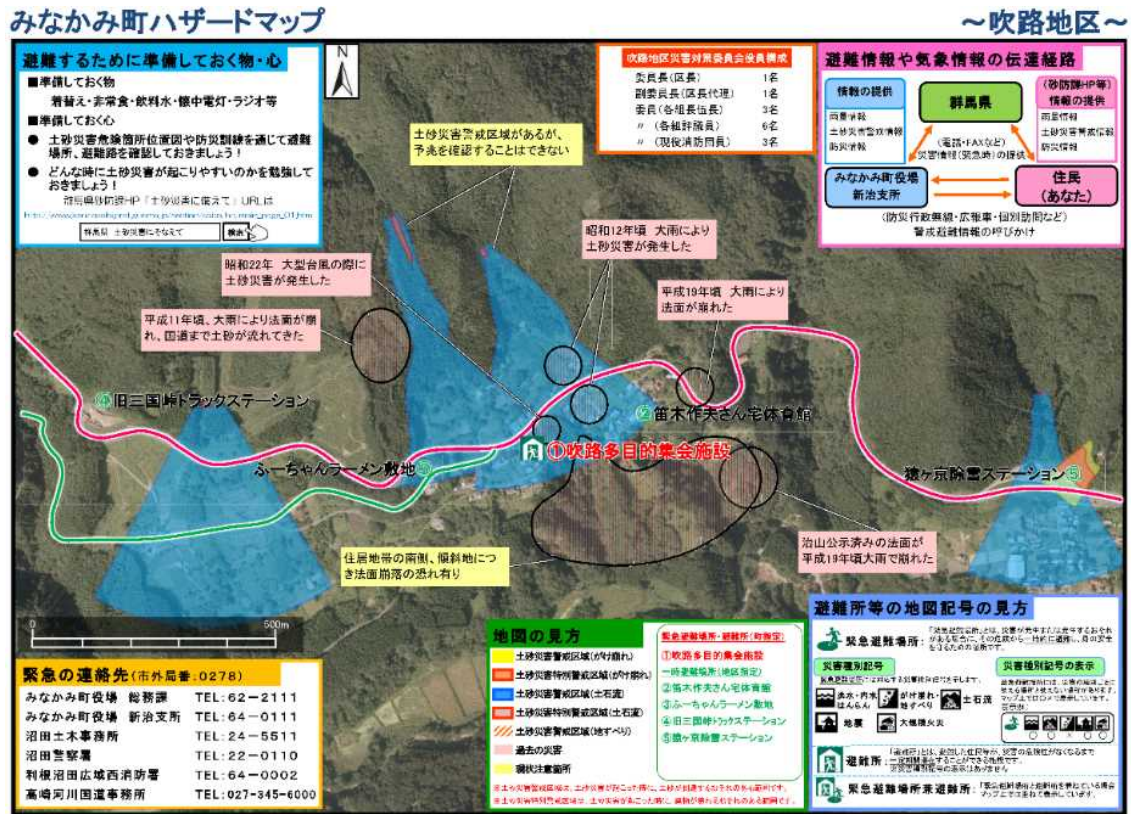 みなかみ町ハザードマップ
～吹路地区～
避難するために準備しておく物・心
■準備しておく物
着替え・非常食・飲料水・懐中電灯・ラジオ等
■準備しておく心
● 土砂災害危険箇所位置図や防災訓練を通じて避難
場所、避難路を確認しておきましょう！
● どんな時に土砂災害が起こりやすいのかを勉強して
おきましょう！
群馬県砂防課HP「土砂災害に備えて」URLは
群馬県 土砂災害にそなえて
検索
N
吹路地区災害対策委員会役員構成
委員長(区長) 1名
副委員長(区長代理) 1名
委員(各組長伍長) 3名
〃 (各組評議員) 6名
〃 (現役消防団員) 3名
避難情報や気象情報の伝達経路
情報の提供
雨量情報
土砂災害警戒情報
防災情報
群馬県
(砂防課HP等)
情報の提供
雨量情報
土砂災害警戒情報
防災情報
(電話・FAXなど)
災害情報(緊急時)の提供
みなかみ町役場
新治支所
住民
(あなた)
(防災行政無線・広報車・個別訪問など)
警戒避難情報の呼びかけ
土砂災害警戒区域があるが、
予兆を確認することはできない
昭和12年頃 大雨により
土砂災害が発生した
昭和22年 大型台風の際に
土砂災害が発生した
平成19年頃 大雨により
法面が崩れた
平成11年頃、大雨により法面が崩
れ、国道まで土砂が流れてきた
④旧三国峠トラックステーション
②笛木作夫さん宅体育館
①吹路多目的集会施設
ふーちゃんラーメン敷地③
猿ヶ京除雪ステーション⑤
住居地帯の南側、傾斜地につ
き法面崩落の恐れ有り
治山公示済みの法面が
平成19年頃大雨で崩れた
0 500m
緊急の連絡先(市外局番:0278)
みなかみ町役場 総務課 TEL:62-2111
みなかみ町役場 新治支所 TEL:64-0111
沼田土木事務所 TEL:24-5511
沼田警察署 TEL:22-0110
利根沼田広域西消防署 TEL:64-0002
高崎河川国道事務所 TEL:027-345-6000
地図の見方
土砂災害警戒区域(がけ崩れ)
土砂災害特別警戒区域(がけ崩れ)
土砂災害警戒区域(土石流)
土砂災害特別警戒区域(土石流)
土砂災害警戒区域(地すべり)
過去の災害
現状注意箇所
緊急避難場所・避難所(町指定)
①吹路多目的集会施設
一時避難場所(地区指定)
②笛木作夫さん宅体育館
③ふーちゃんラーメン敷地
④旧三国峠トラックステーション
⑤猿ヶ京除雪ステーション
避難所等の地図記号の見方
緊急避難場所:
災害種別記号
洪水・内水
はんらん
がけ崩れ・
地すべり
土石流
地震
大規模火災
災害種別記号の表示
避難所:
緊急避難場所兼避難所: